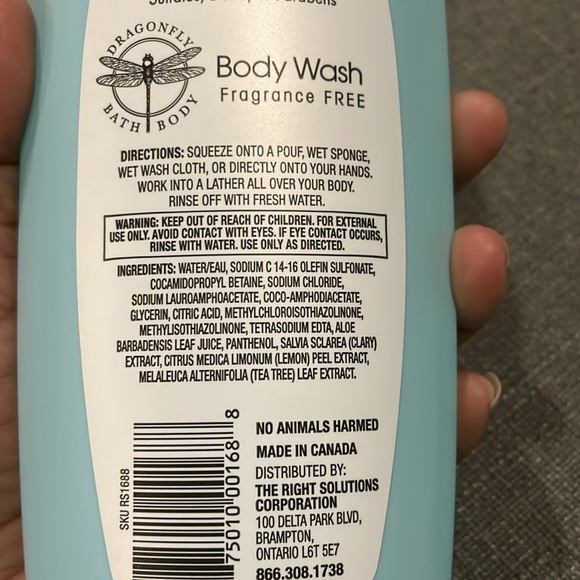 Parabens
DRAGONFLY
BATH BODY
Body Wash
Fragrance FREE
DIRECTIONS: SQUEEZE ONTO A POUF, WET SPONGE,
WET WASH CLOTH, OR DIRECTLY ONTO YOUR HANDS.
WORK INTO A LATHER ALL OVER YOUR BODY.
RINSE OFF WITH FRESH WATER.
WARNING: KEEP OUT OF REACH OF CHILDREN. FOR EXTERNAL
USE ONLY. AVOID CONTACT WITH EYES. IF EYE CONTACT OCCURS,
RINSE WITH WATER. USE ONLY AS DIRECTED.
INGREDIENTS: WATER/EAU, SODIUM C 14-16 OLEFIN SULFONATE,
COCAMIDOPROPYL BETAINE, SODIUM CHLORIDE,
SODIUM LAUROAMPHOACETATE, COCO-AMPHODIACETATE,
GLYCERIN, CITRIC ACID, METHYLCHLOROISOTHIAZOLINONE,
METHYLISOTHIAZOLINONE, TETRASODIUM EDTA, ALOE
BARBADENSIS LEAF JUICE, PANTHENOL, SALVIA SCLAREA (CLARY)
EXTRACT, CITRUS MEDICA LIMONUM (LEMON) PEEL EXTRACT,
MELALEUCA ALTERNIFOLIA (TEA TREE) LEAF EXTRACT.
SKU RS1688
75010 00168 8
NO ANIMALS HARMED
MADE IN CANADA
DISTRIBUTED BY:
THE RIGHT SOLUTIONS
CORPORATION
100 DELTA PARK BLVD,
BRAMPTON,
ONTARIO L6T 5E7
866.308.1738